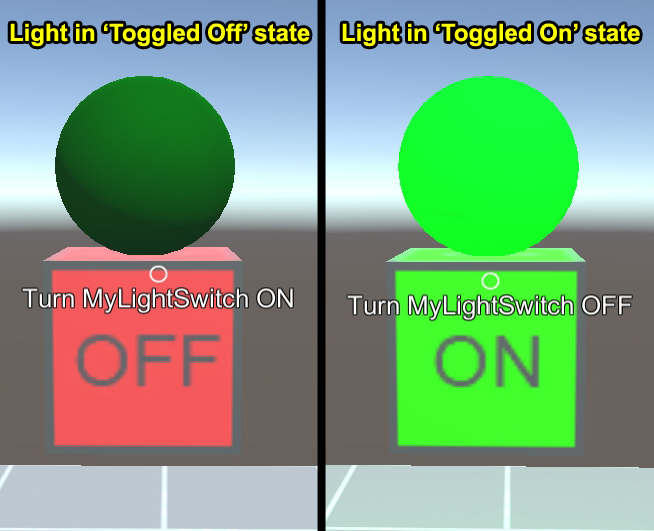 Light in ‘Toggled Off’ state
Turn MyLightSwitch ON
OFF
Light in ‘Toggled On’ state
Turn MyLightSwitch OFF
ON